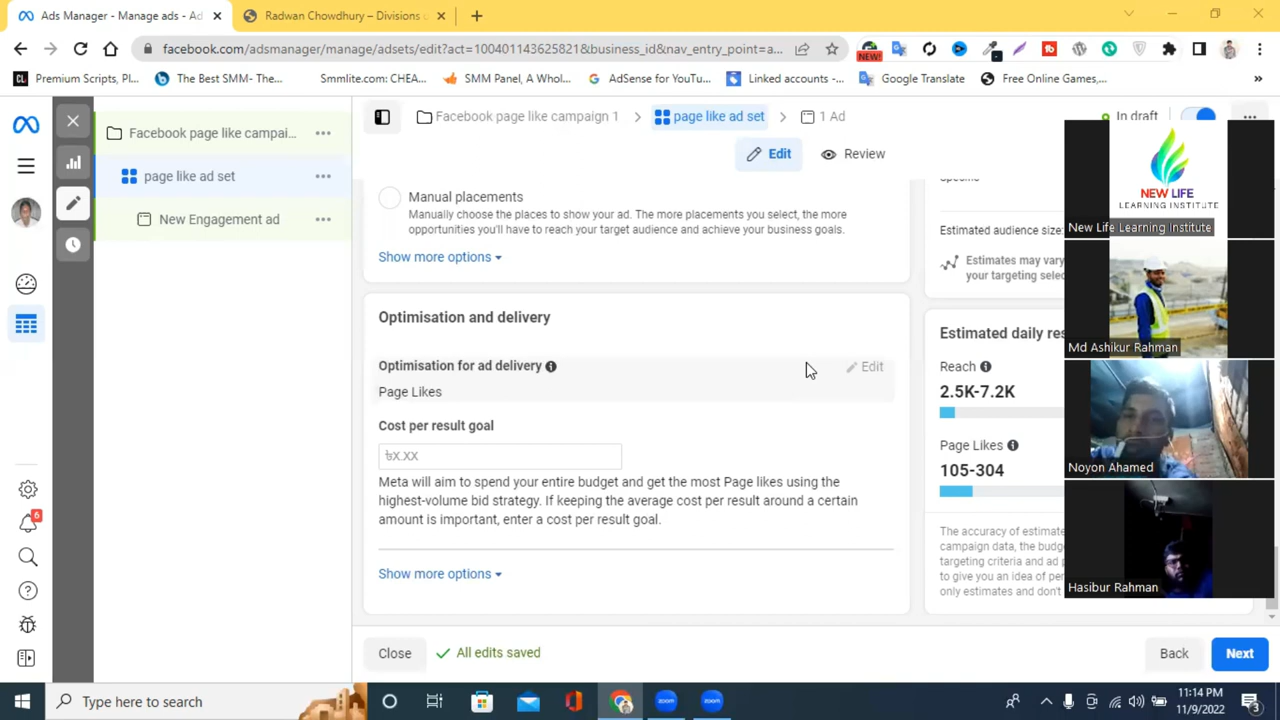 Ads Manager - Manage ads - Ad
Radwan Chowdhury – Divisions o
facebook.com/adsmanager/manage/adsets/edit?act=100401143625821&business_id&nav_entry_point=a...
NEW!
Premium Scripts, Pl...
The Best SMM- The...
Smmlite.com: CHEA...
SMM Panel, A Whol...
AdSense for YouTu...
Linked accounts -...
Google Translate
Free Online Games,...
»
Facebook page like campai...
page like ad set
New Engagement ad
6
Facebook page like campaign 1
page like ad set
1 Ad
In draft
Edit
Review
Manual placements
Manually choose the places to show your ad. The more placements you select, the more
opportunities you'll have to reach your target audience and achieve your business goals.
Show more options
Optimisation and delivery
Optimisation for ad delivery
Edit
Page Likes
Cost per result goal
৳X.XX
Meta will aim to spend your entire budget and get the most Page likes using the
highest-volume bid strategy. If keeping the average cost per result around a certain
amount is important, enter a cost per result goal.
Show more options
Specific
Estimated audience size:
Estimates may vary
your targeting selec
Estimated daily res
Reach
2.5K-7.2K
Page Likes
105-304
The accuracy of estimate
campaign data, the budg
targeting criteria and ad p
to give you an idea of per
only estimates and don't
NEW LIFE
LEARNING INSTITUTE
New Life Learning Institute
Md Ashikur Rahman
Noyon Ahamed
Hasibur Rahman
Close
All edits saved
Back
Next
Type here to search
zoom
zoom
11:14 PM
11/9/2022
3